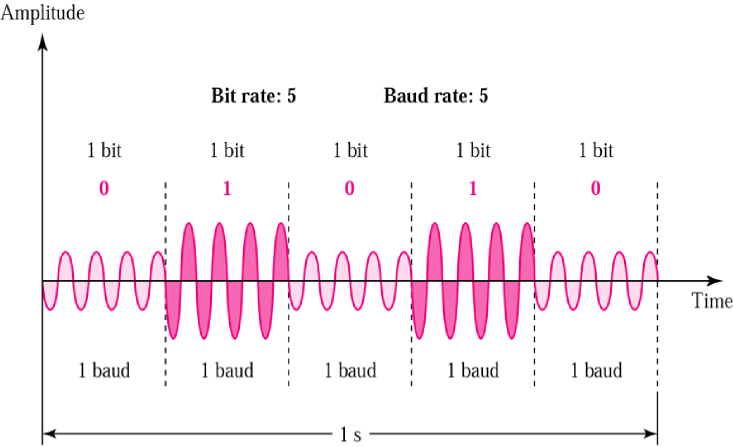 Amplitude
Bit rate: 5 Baud rate: 5
1 bit 1 bit 1 bit 1 bit 1 bit
0 1 0 1 0
Time
1 baud 1 baud 1 baud 1 baud 1 baud
1 s